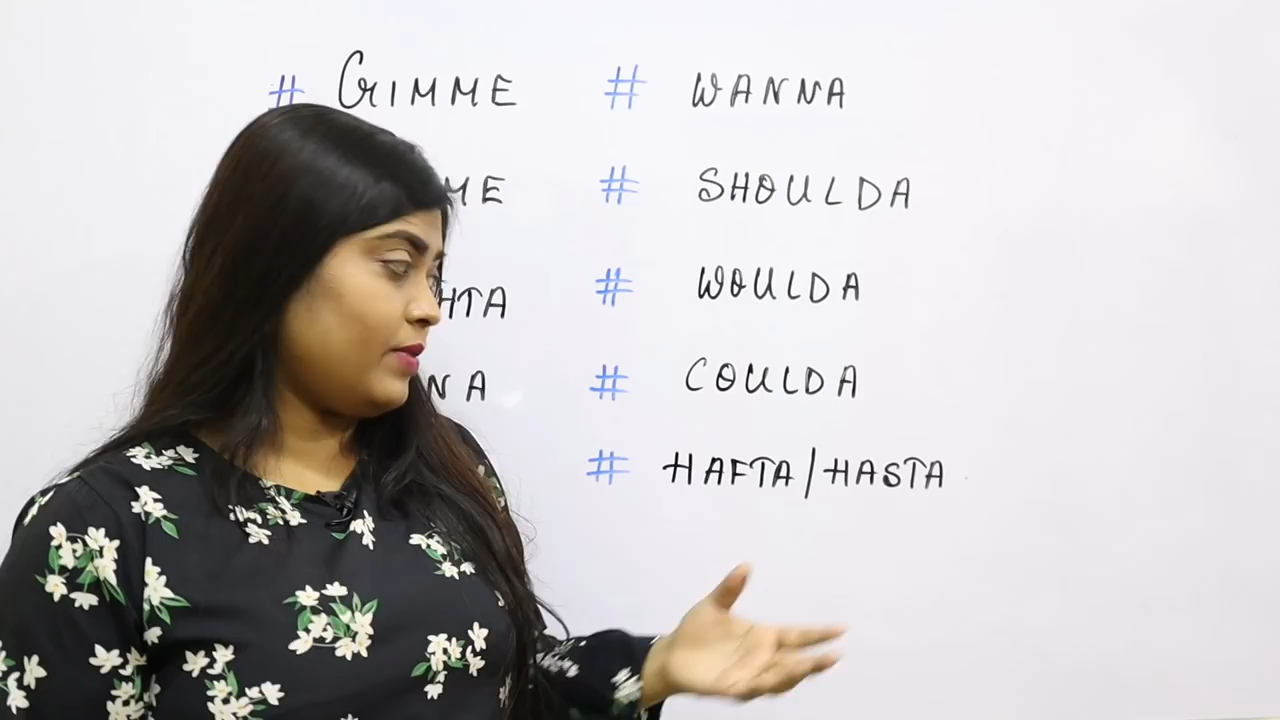 # GIMME # WANNA
# SHOULDA
# WOULDA
# COULDA
# HAFTA/HASTA